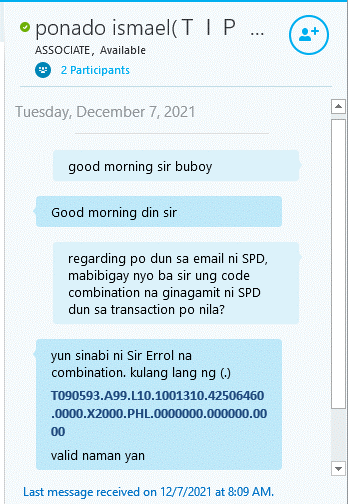 ponado ismael(T I P ...
ASSOCIATE, Available
2 Participants
Tuesday, December 7, 2021
good morning sir buboy
Good morning din sir
regarding po dun sa email ni SPD,
mabibigay nyo ba sir ung code
combination na ginagamit ni SPD
dun sa transaction po nila?
yun sinabi ni Sir Errol na
combination. kulang lang ng (.)
T090593.A99.L10.1001310.42506460
.0000.X2000.PHL.0000000.000000.00
00
valid naman yan
Last message received on 12/7/2021 at 8:09 AM.